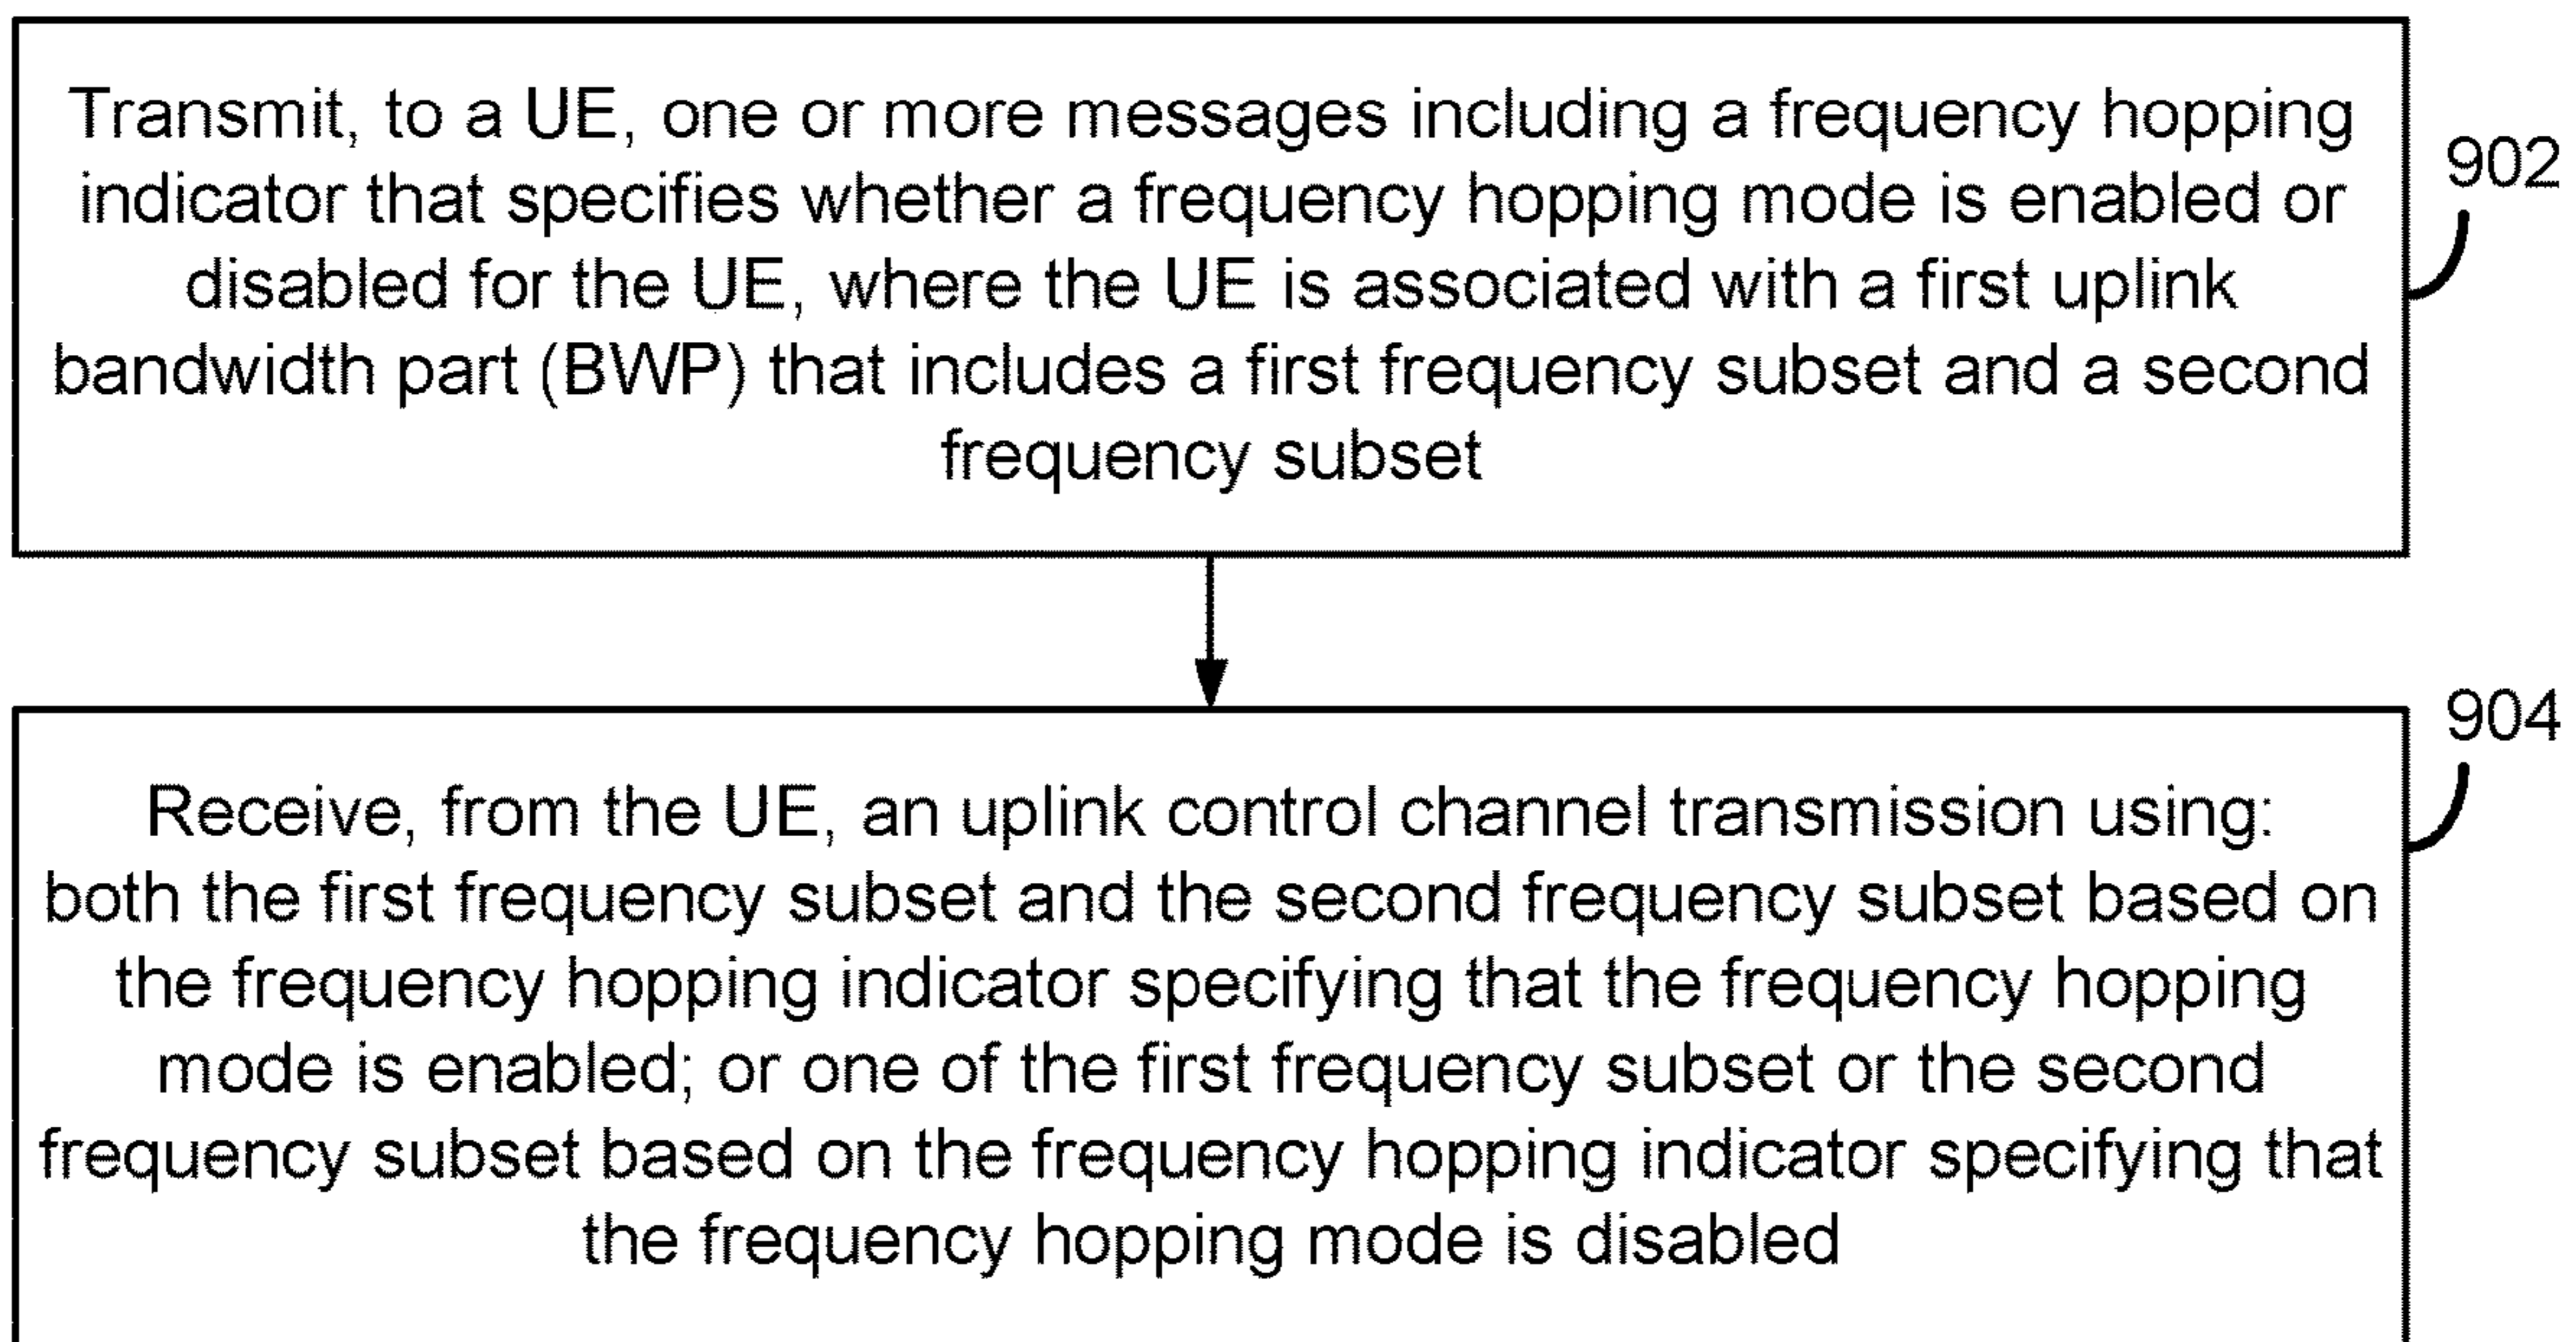 Transmit, to a UE, one or more messages including a frequency hopping
indicator that specifies whether a frequency hopping mode is enabled or
disabled for the UE, where the UE is associated with a first uplink
bandwidth part (BWP) that includes a first frequency subset and a second
frequency subset
902
Receive, from the UE, an uplink control channel transmission using:
both the first frequency subset and the second frequency subset based on
the frequency hopping indicator specifying that the frequency hopping
mode is enabled; or one of the first frequency subset or the second
frequency subset based on the frequency hopping indicator specifying that
the frequency hopping mode is disabled
904